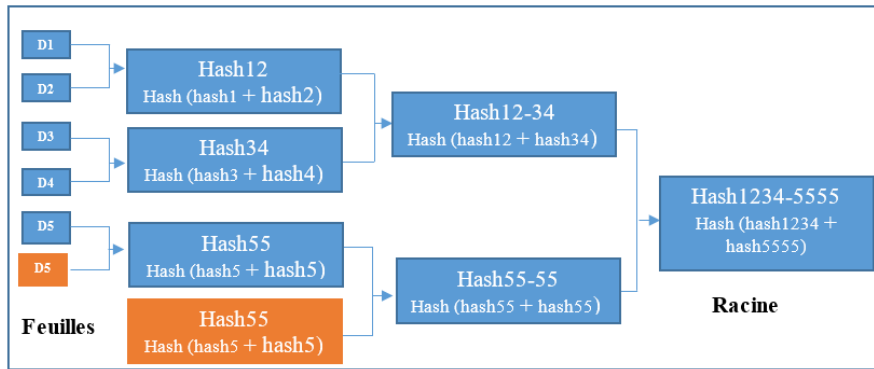 D1
D2
D3
D4
D5
D5
Feuilles
Hash12
Hash (hash1 + hash2)
Hash34
Hash (hash3 + hash4)
Hash55
Hash (hash5 + hash5)
Hash55
Hash (hash5 + hash5)
Hash12-34
Hash (hash12 + hash34)
Hash55-55
Hash (hash55 + hash55)
Hash1234-5555
Hash (hash1234 +
hash5555)
Racine